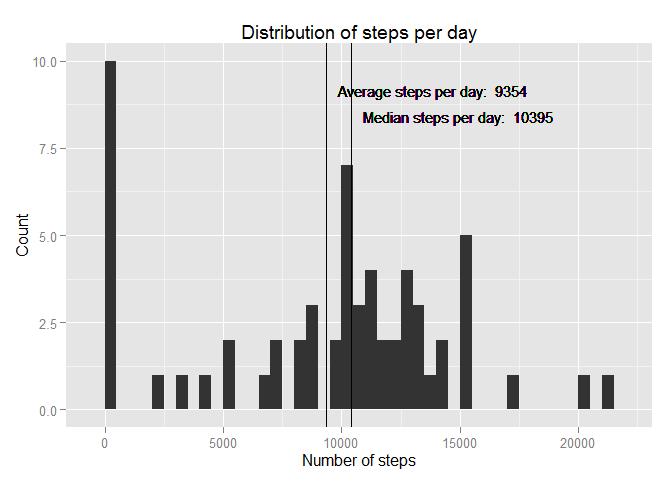 Distribution of steps per day
10.0
7.5
5.0
2.5
0.0
Count
Average steps per day: 9354
Median steps per day: 10395
0 5000 10000 15000 20000
Number of steps